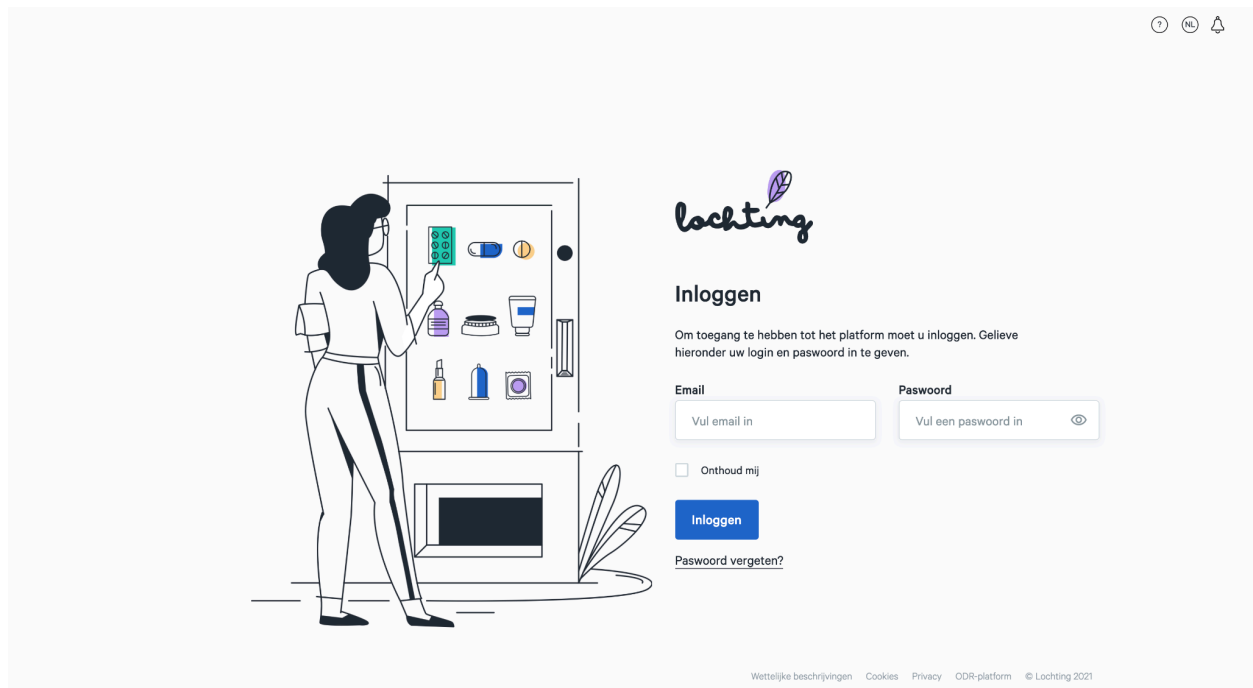 ?
NL
lochting
Inloggen
Om toegang te hebben tot het platform moet u inloggen. Gelieve
hieronder uw login en paswoord in te geven.
Email
Paswoord
Vul email in
Vul een paswoord in
Onthoud mij
Inloggen
Paswoord vergeten?
Wettelijke beschrijvingen Cookies Privacy ODR-platform © Lochting 2021